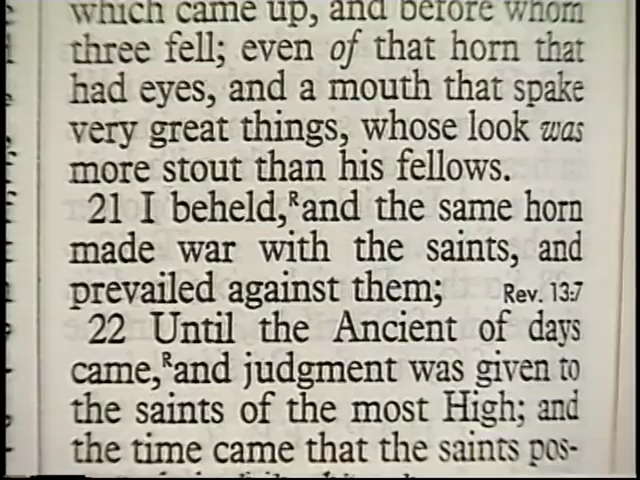 which came up, and before whom
three fell; even of that horn that
had eyes, and a mouth that spake
very great things, whose look was
more stout than his fellows.
21 I beheld,ᴿand the same horn
made war with the saints, and
prevailed against them; Rev. 13:7
22 Until the Ancient of days
came,ᴿand judgment was given to
the saints of the most High; and
the time came that the saints pos-